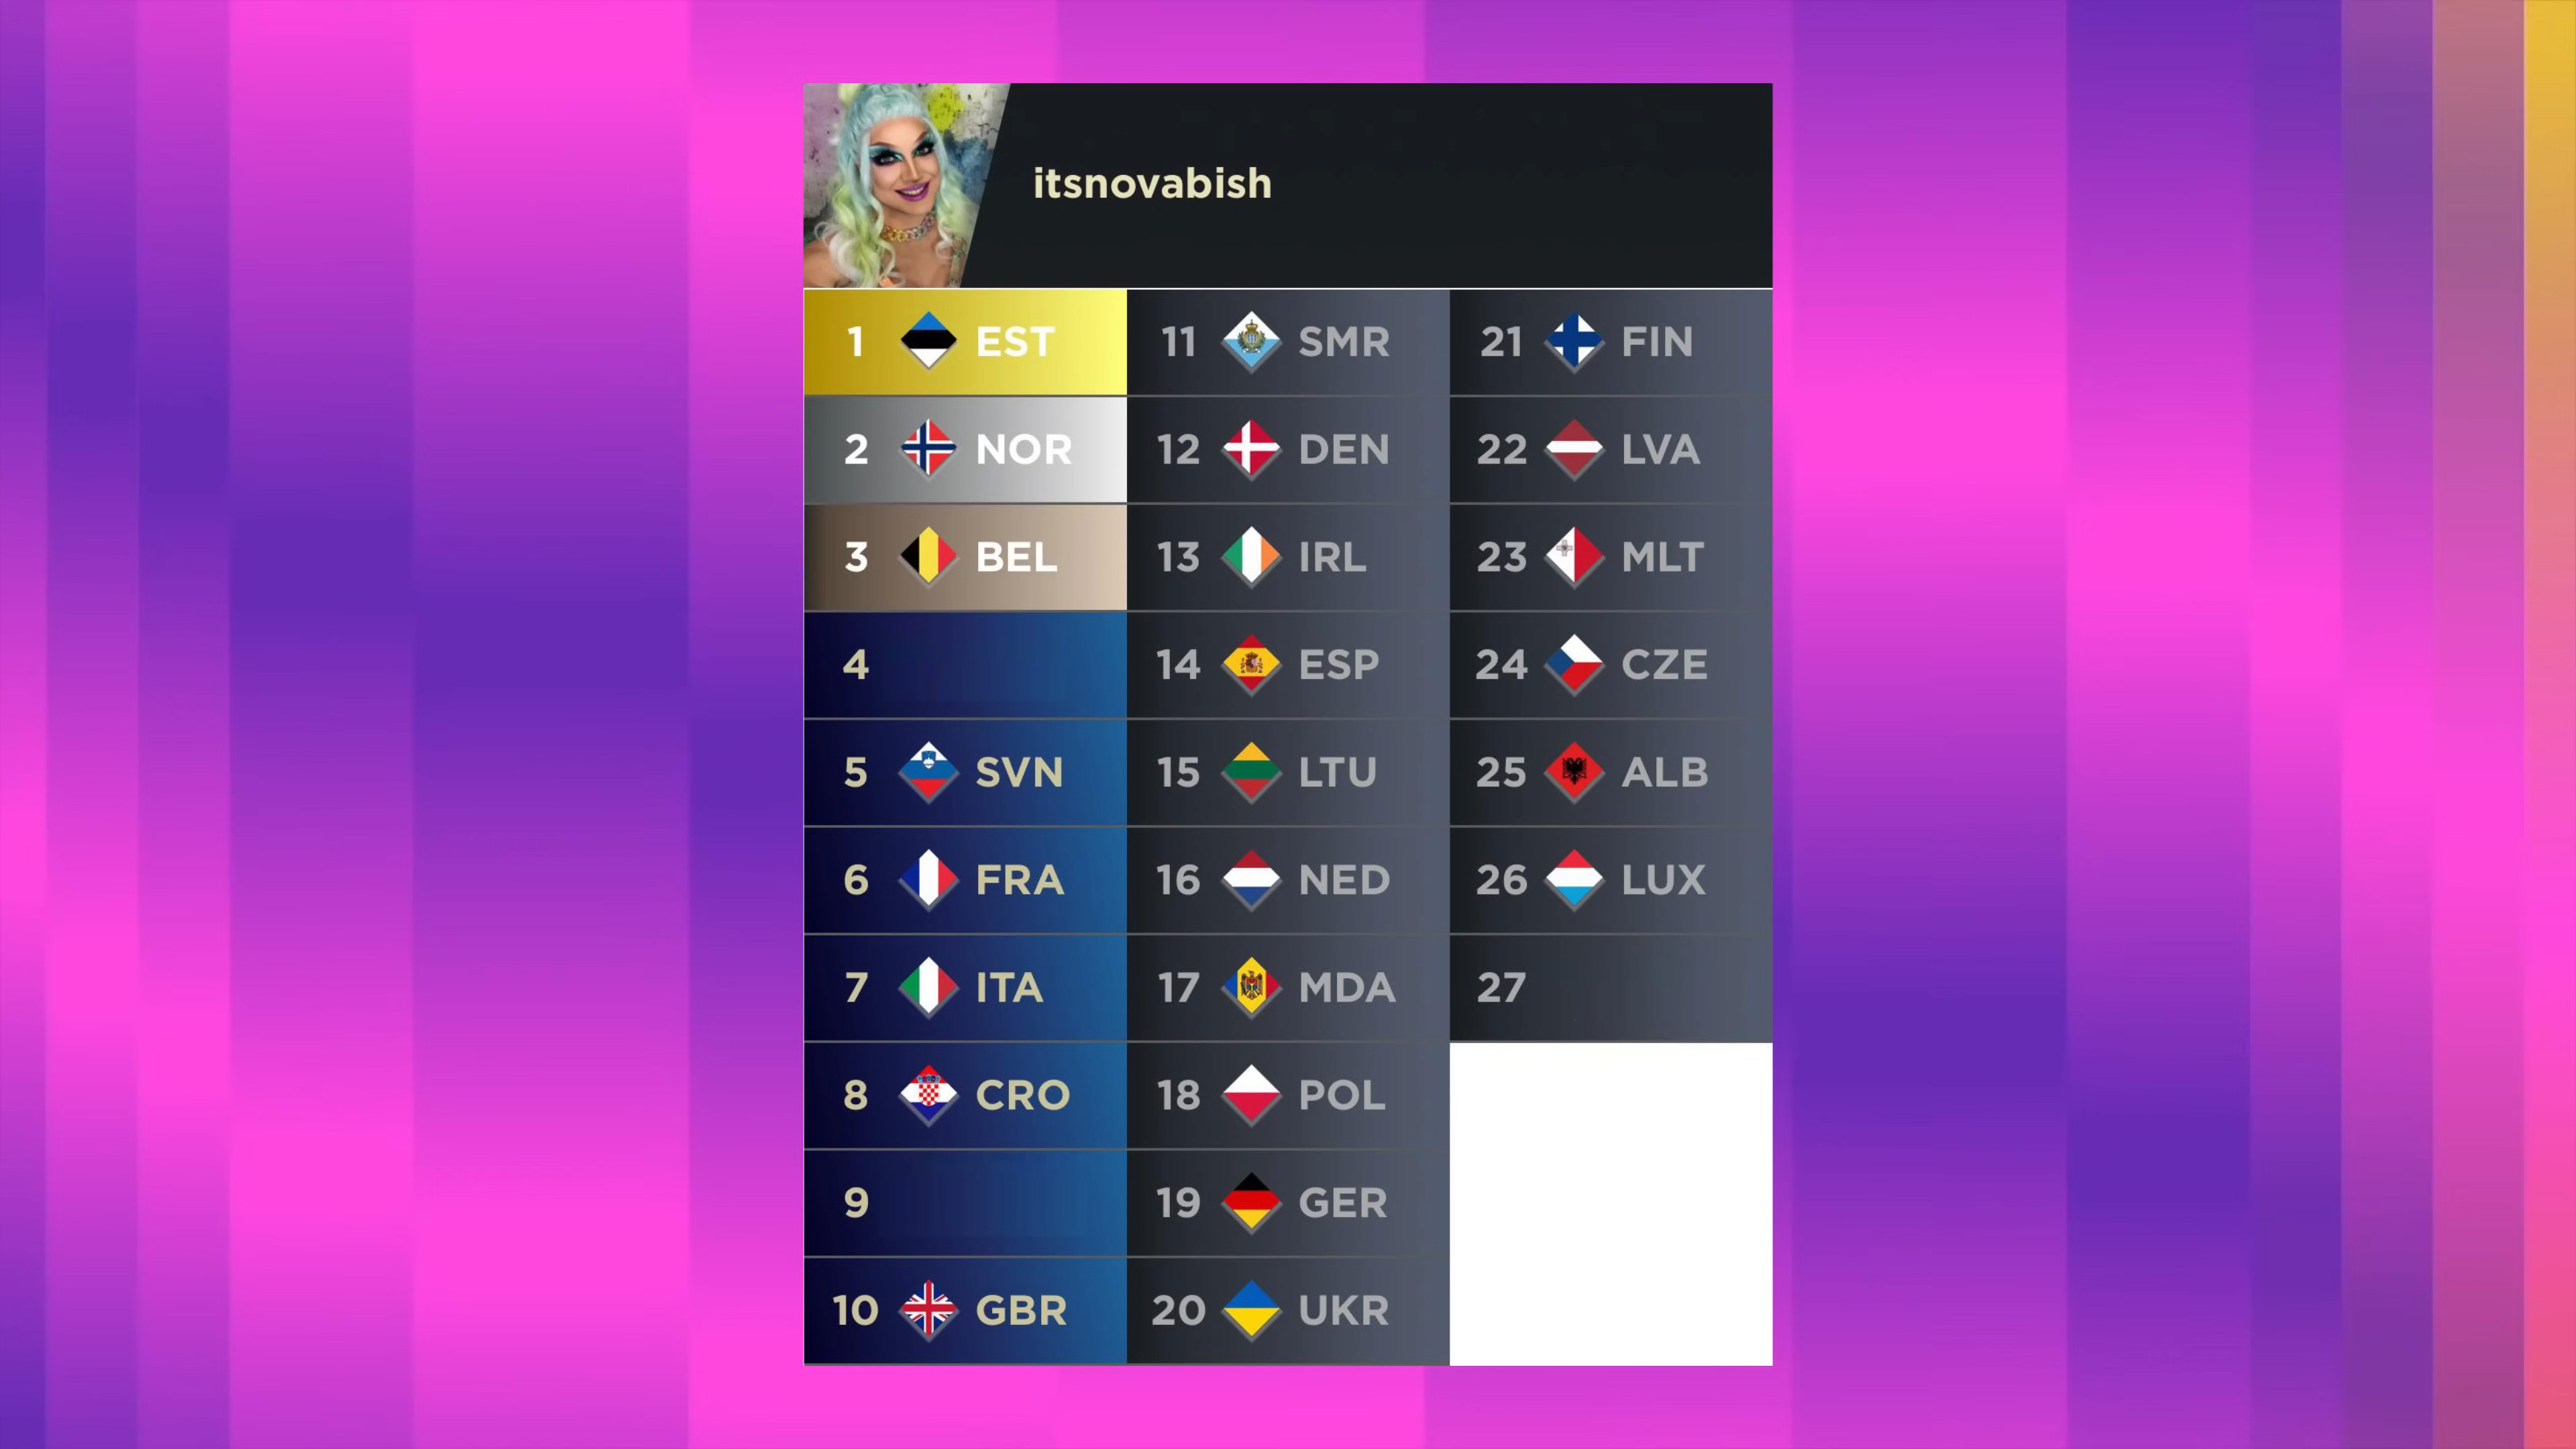 itsnovabish
1 EST
2 NOR
3 BEL
4
5 SVN
6 FRA
7 ITA
8 CRO
9
10 GBR
11 SMR
12 DEN
13 IRL
14 ESP
15 LTU
16 NED
17 MDA
18 POL
19 GER
20 UKR
21 FIN
22 LVA
23 MLT
24 CZE
25 ALB
26 LUX
27